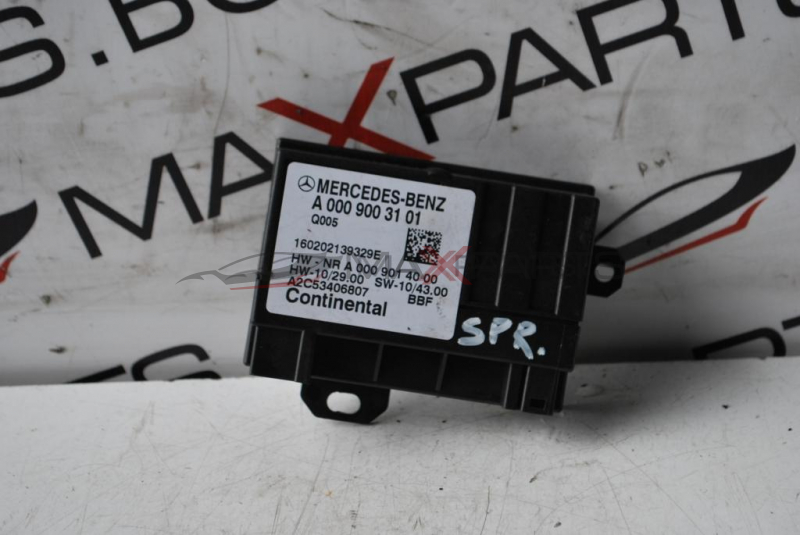 MAXPARTS
MERCEDES-BENZ
A 000 900 31 01
Q005
160202139329E
HW - NR A 000 901 40 00
HW-10/29.00 SW-10/43.00
A2C53406807 BBF
Continental
SPR.